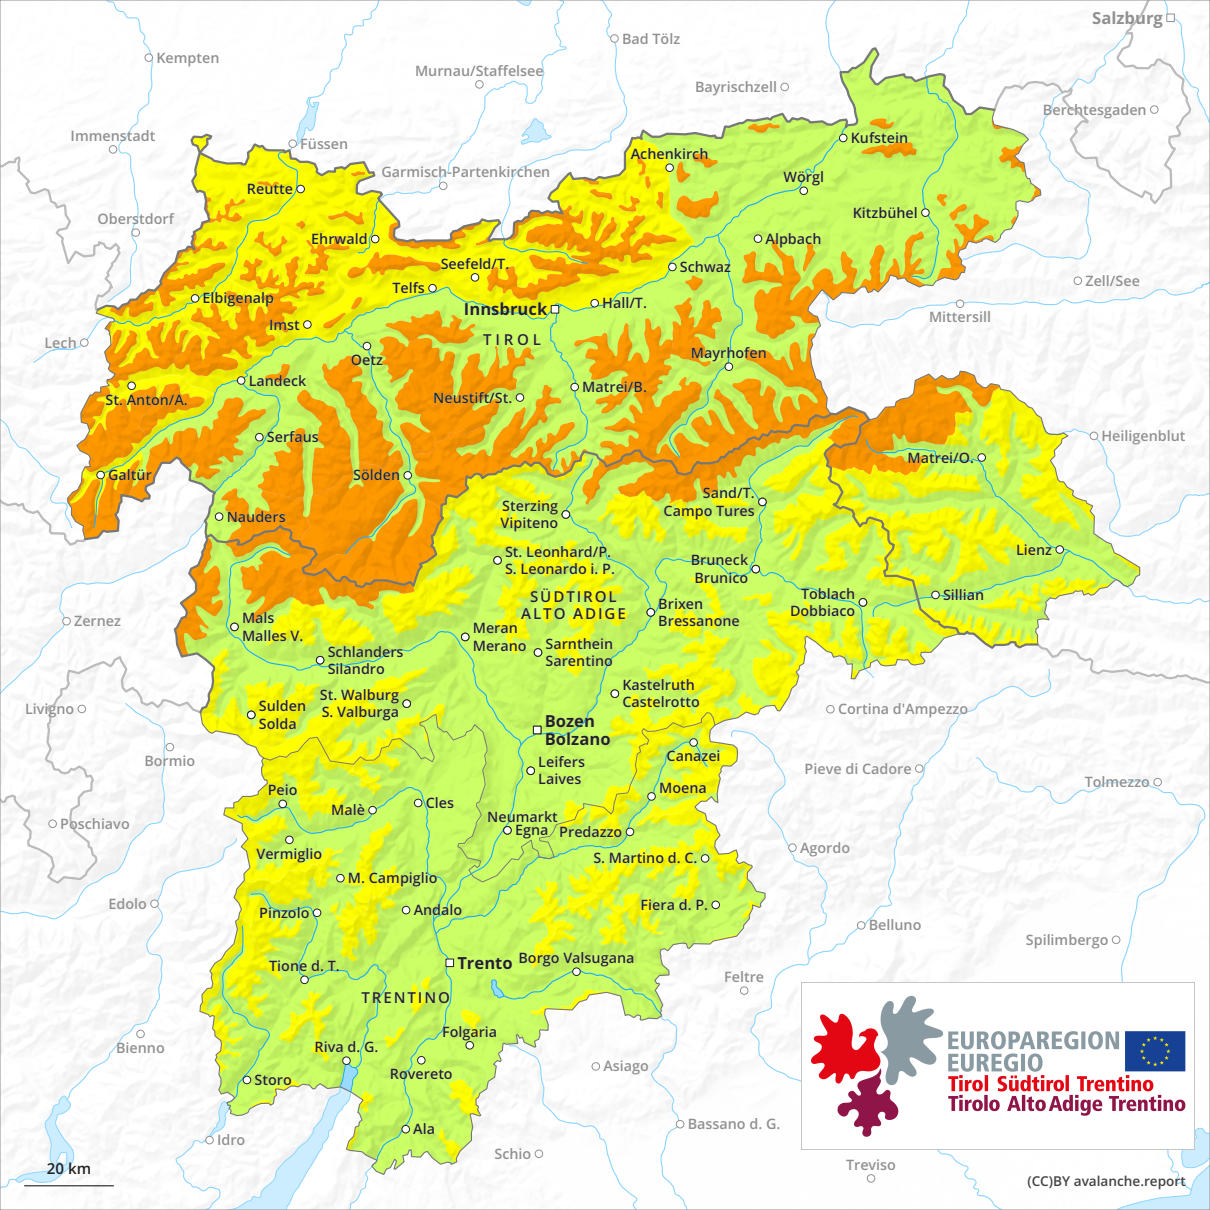 Salzburg
Bad Tölz
Kempten
Murnau/Staffelsee
Bayrischzell
Berchtesgaden
Immenstadt
Füssen
Kufstein
Achenkirch
Garmisch-Partenkirchen
Wörgl
Reutte
Oberstdorf
Kitzbühel
Ehrwald
Alpbach
Seefeld/T.
Schwaz
Zell/See
Telfs
Elbigenalp
Hall/T.
Innsbruck
Mittersill
Imst
TIROL
Lech
Mayrhofen
Oetz
Landeck
Matrei/B.
St. Anton/A.
Neustift/St.
Serfaus
Heiligenblut
Matrei/O.
Galtür
Sölden
Sand/T.
Campo Tures
Sterzing
Vipiteno
Nauders
Lienz
St. Leonhard/P.
S. Leonardo i. P.
Bruneck
Brunico
SÜDTIROL
ALTO ADIGE
Toblach
Dobbiaco
Sillian
Brixen
Bressanone
Zernez
Mals
Malles V.
Meran
Merano
Sarnthein
Sarentino
Schlanders
Silandro
Kastelruth
Castelrotto
St. Walburg
S. Valburga
Livigno
Sulden
Solda
Cortina d'Ampezzo
Bozen
Bolzano
Canazei
Bormio
Leifers
Laives
Pieve di Cadore
Tolmezzo
Peio
Moena
Malè
Cles
Neumarkt
Egna
Predazzo
Poschiavo
Agordo
Vermiglio
S. Martino d. C.
M. Campiglio
Edolo
Pinzolo
Andalo
Fiera d. P.
Belluno
Spilimbergo
Borgo Valsugana
Trento
Tione d. T.
Feltre
TRENTINO
Folgaria
Bienno
Riva d. G.
EUROPAREGION
EUREGIO
Asiago
Rovereto
Storo
Tirol Südtirol Trentino
Tirolo Alto Adige Trentino
Bassano d. G.
Ala
Idro
Schio
Treviso
20 km
(CC)BY avalanche.report